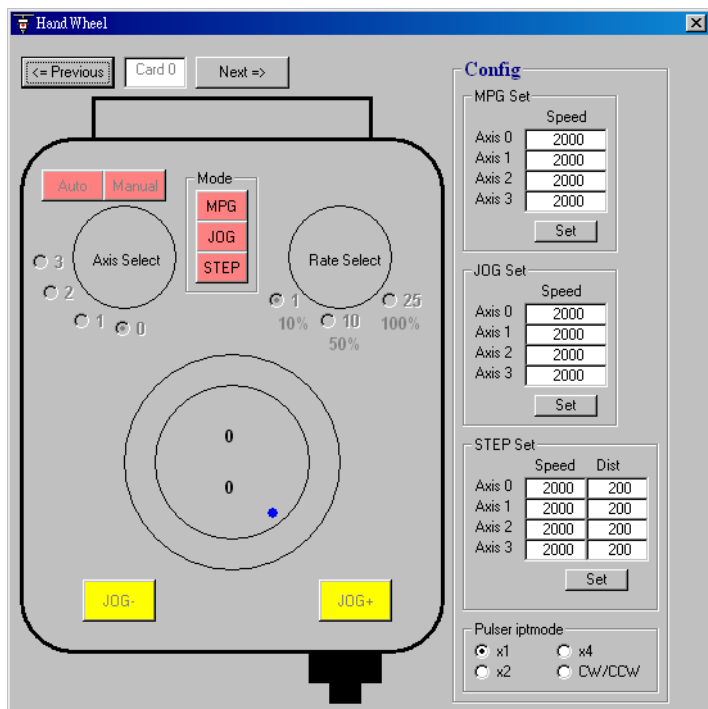 Hand Wheel
<= Previous
Card 0
Next =>
Auto
Manual
Mode
MPG
JOG
STEP
Axis Select
3
2
1
0
Rate Select
1
10%
10
50%
25
100%
0
0
JOG-
JOG+
Config
MPG Set
Speed
Axis 0 2000
Axis 1 2000
Axis 2 2000
Axis 3 2000
Set
JOG Set
Speed
Axis 0 2000
Axis 1 2000
Axis 2 2000
Axis 3 2000
Set
STEP Set
Speed Dist
Axis 0 2000 200
Axis 1 2000 200
Axis 2 2000 200
Axis 3 2000 200
Set
Pulser iptmode
x1 x4
x2 CW/CCW